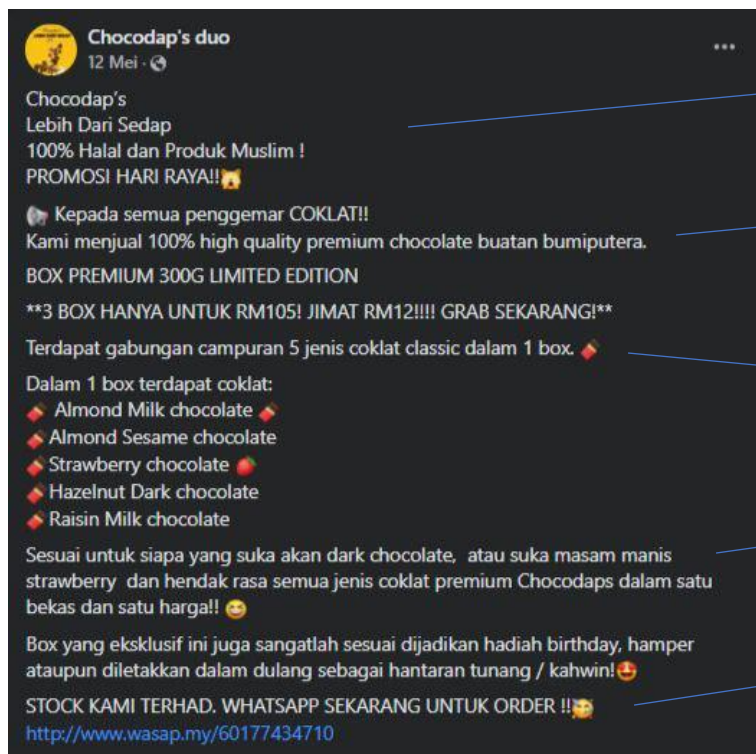 Chocodap's duo
12 Mei
Chocodap's
Lebih Dari Sedap
100% Halal dan Produk Muslim !
PROMOSI HARI RAYA!!🙀
📢 Kepada semua penggemar COKLAT!!
Kami menjual 100% high quality premium chocolate buatan bumiputera.
BOX PREMIUM 300G LIMITED EDITION
**3 BOX HANYA UNTUK RM105! JIMAT RM12!!!! GRAB SEKARANG!**
Terdapat gabungan campuran 5 jenis coklat classic dalam 1 box. 🍫
Dalam 1 box terdapat coklat:
🍫 Almond Milk chocolate 🍫
🍫Almond Sesame chocolate
🍫Strawberry chocolate 🍓
🍫Hazelnut Dark chocolate
🍫Raisin Milk chocolate
Sesuai untuk siapa yang suka akan dark chocolate, atau suka masam manis
strawberry dan hendak rasa semua jenis coklat premium Chocodaps dalam satu
bekas dan satu harga!! 😆
Box yang eksklusif ini juga sangatlah sesuai dijadikan hadiah birthday, hamper
ataupun diletakkan dalam dulang sebagai hantaran tunang / kahwin!🤩
STOCK KAMI TERHAD. WHATSAPP SEKARANG UNTUK ORDER !!🥳
http://www.wasap.my/60177434710